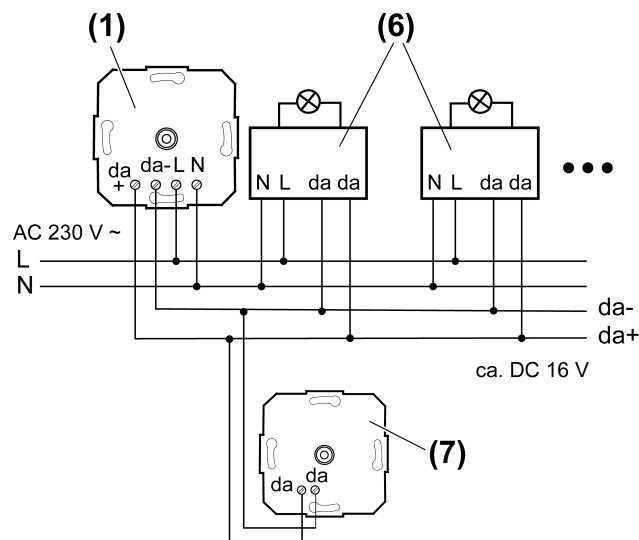 (1)
(6)
da
+
da- L N
N L da da
N L da da
AC 230 V ~
L
N
da-
da+
ca. DC 16 V
(7)
da
da